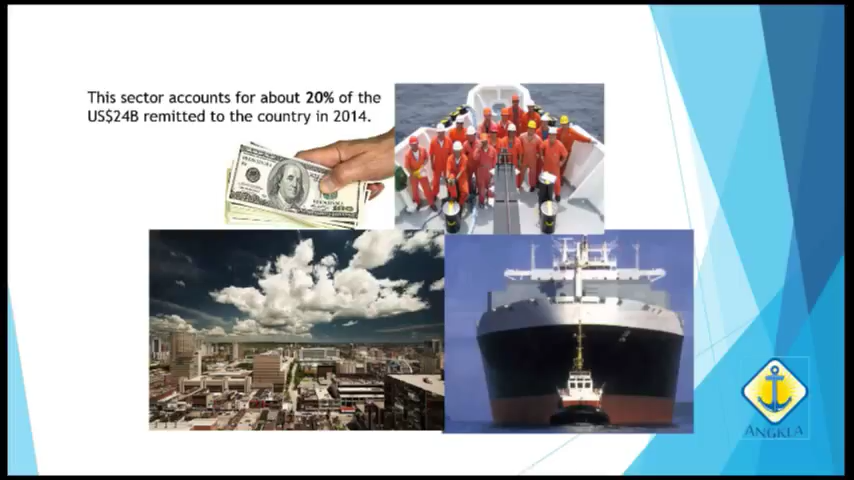 This sector accounts for about 20% of the
US$24B remitted to the country in 2014.
ANGKLA